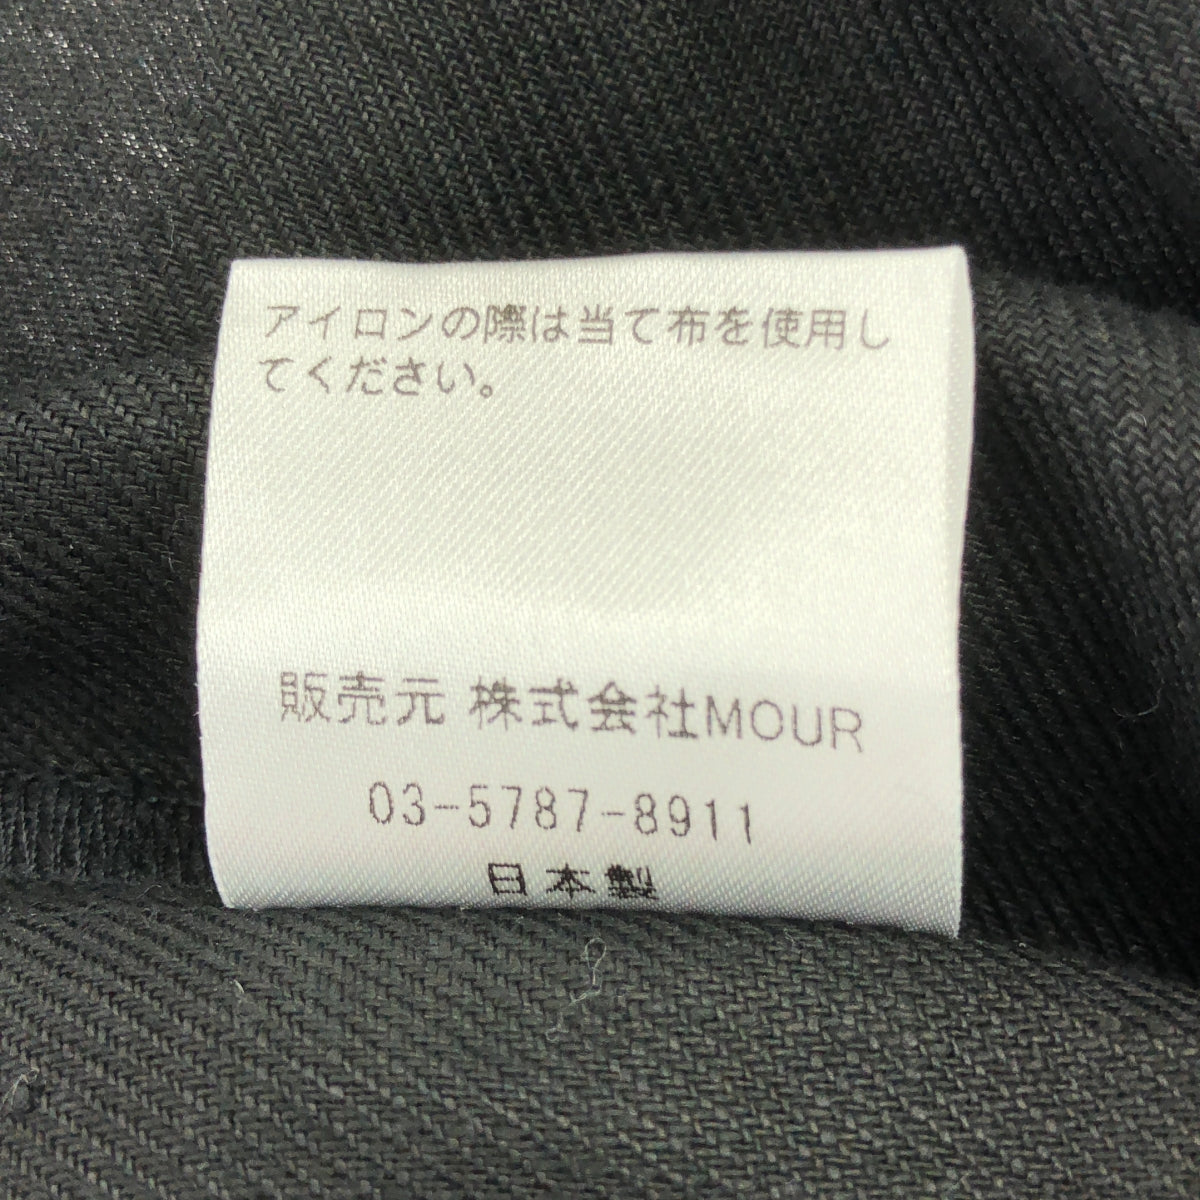 アイロンの際は当て布を使用し
てください。
販売元 株式会社MOUR
03-5787-8911
日本製